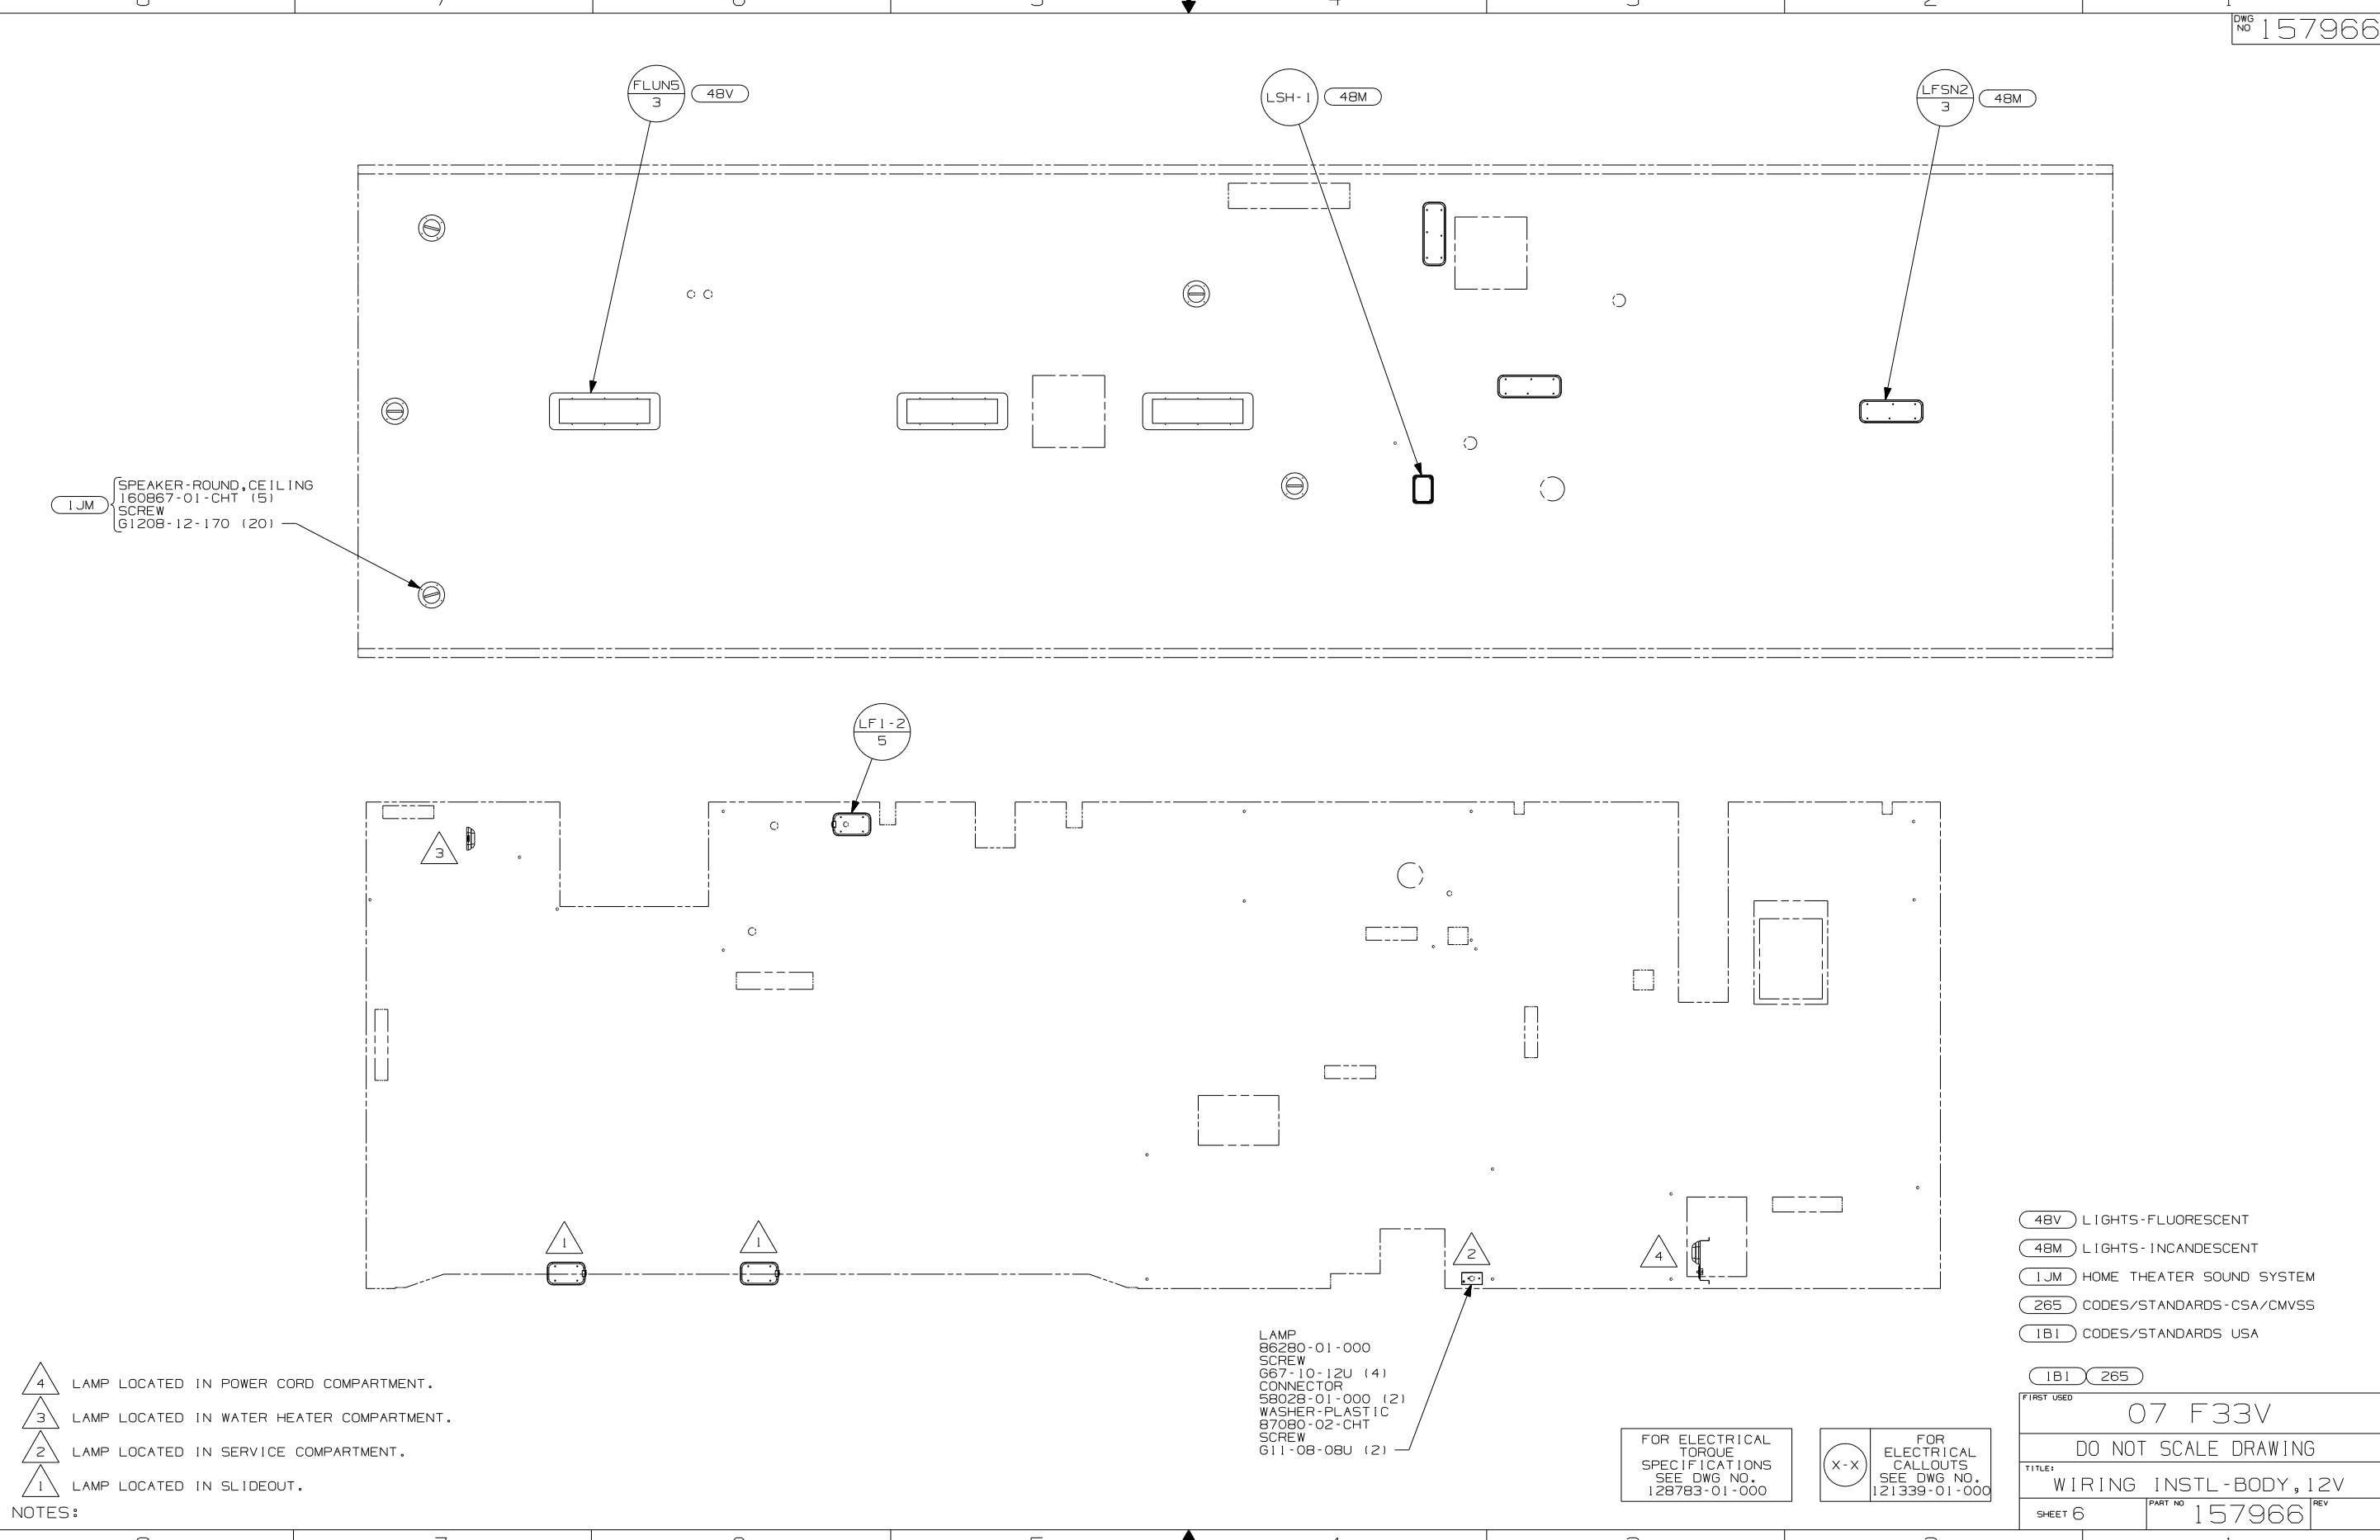 DWG
NO 157966
FLUN5
3
48V
LSH-1
48M
LFSN2
3
48M
1JM
SPEAKER-ROUND,CEILING
160867-01-CHT (5)
SCREW
G1208-12-170 (20)
LF1-2
5
3
1
1
2
4
LAMP
86280-01-000
SCREW
G67-10-12U (4)
CONNECTOR
58028-01-000 (2)
WASHER-PLASTIC
87080-02-CHT
SCREW
G11-08-08U (2)
48V LIGHTS-FLUORESCENT
48M LIGHTS-INCANDESCENT
1JM HOME THEATER SOUND SYSTEM
265 CODES/STANDARDS-CSA/CMVSS
1B1 CODES/STANDARDS USA
4 LAMP LOCATED IN POWER CORD COMPARTMENT.
3 LAMP LOCATED IN WATER HEATER COMPARTMENT.
2 LAMP LOCATED IN SERVICE COMPARTMENT.
1 LAMP LOCATED IN SLIDEOUT.
NOTES:
FOR ELECTRICAL
TORQUE
SPECIFICATIONS
SEE DWG NO.
128783-01-000
X-X
FOR
ELECTRICAL
CALLOUTS
SEE DWG NO.
121339-01-000
1B1 265
FIRST USED
07 F33V
DO NOT SCALE DRAWING
TITLE:
WIRING INSTL-BODY,12V
SHEET 6
PART NO 157966
REV